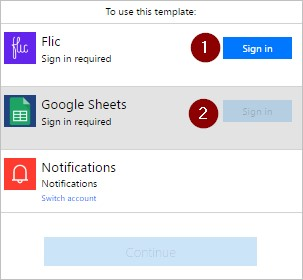 To use this template:
flic
Flic
Sign in required
1
Sign in
Google Sheets
Sign in required
2
Sign in
Notifications
Notifications
Switch account
Continue